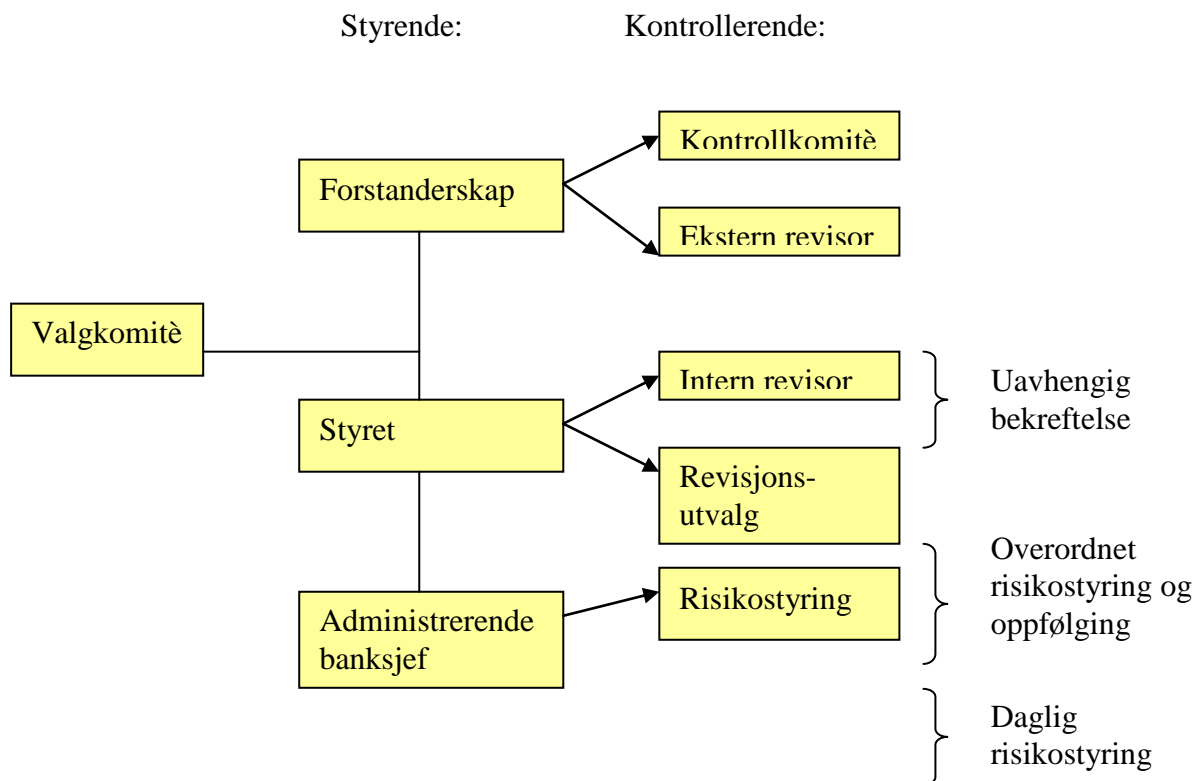 Styrende:
Kontrollerende:
Kontrollkomitè
Forstanderskap
Ekstern revisor
Valgkomitè
Intern revisor
Uavhengig
bekreftelse
Styret
Revisjons-
utvalg
Overordnet
risikostyring og
oppfølging
Risikostyring
Administrerende
banksjef
Daglig
risikostyring